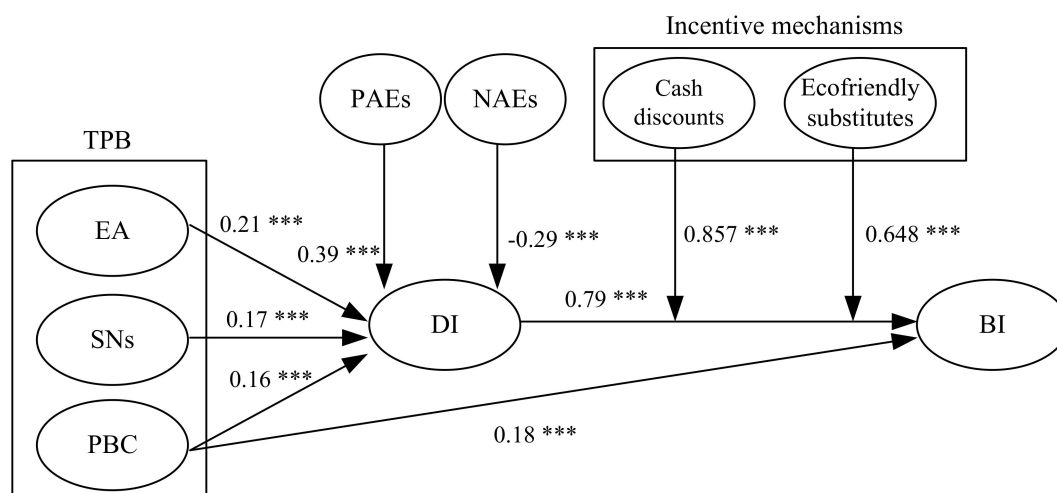 Incentive mechanisms
PAEs
NAEs
Cash
discounts
Ecofriendly
substitutes
TPB
EA
0.21 ***
0.39 ***
-0.29 ***
0.857 ***
0.648 ***
SNs
0.17 ***
DI
0.79 ***
BI
0.16 ***
PBC
0.18 ***